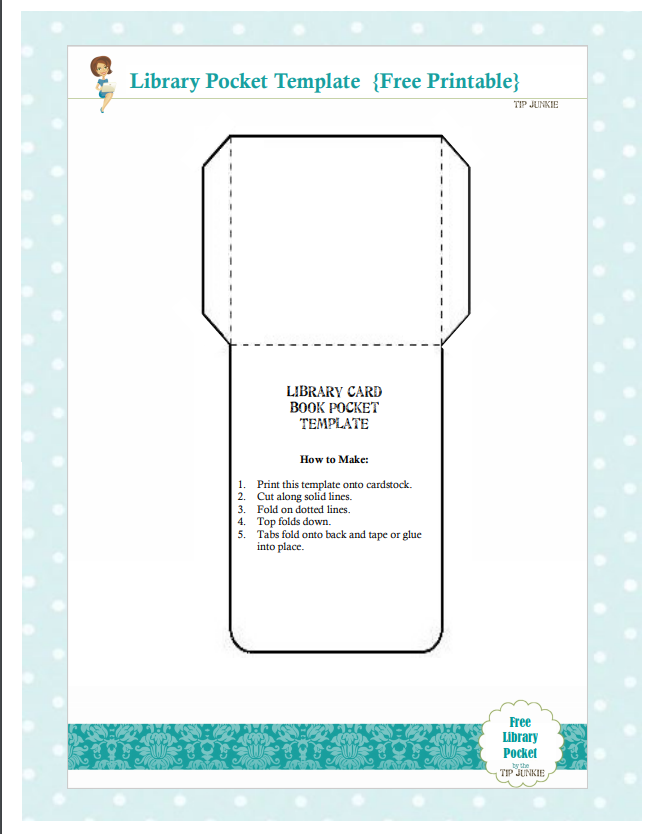 Library Pocket Template {Free Printable}
TIP JUNKIE
LIBRARY CARD
BOOK POCKET
TEMPLATE
How to Make:
1. Print this template onto cardstock.
2. Cut along solid lines.
3. Fold on dotted lines.
4. Top folds down.
5. Tabs fold onto back and tape or glue
into place.
Free
Library
Pocket
by the
TIP JUNKIE